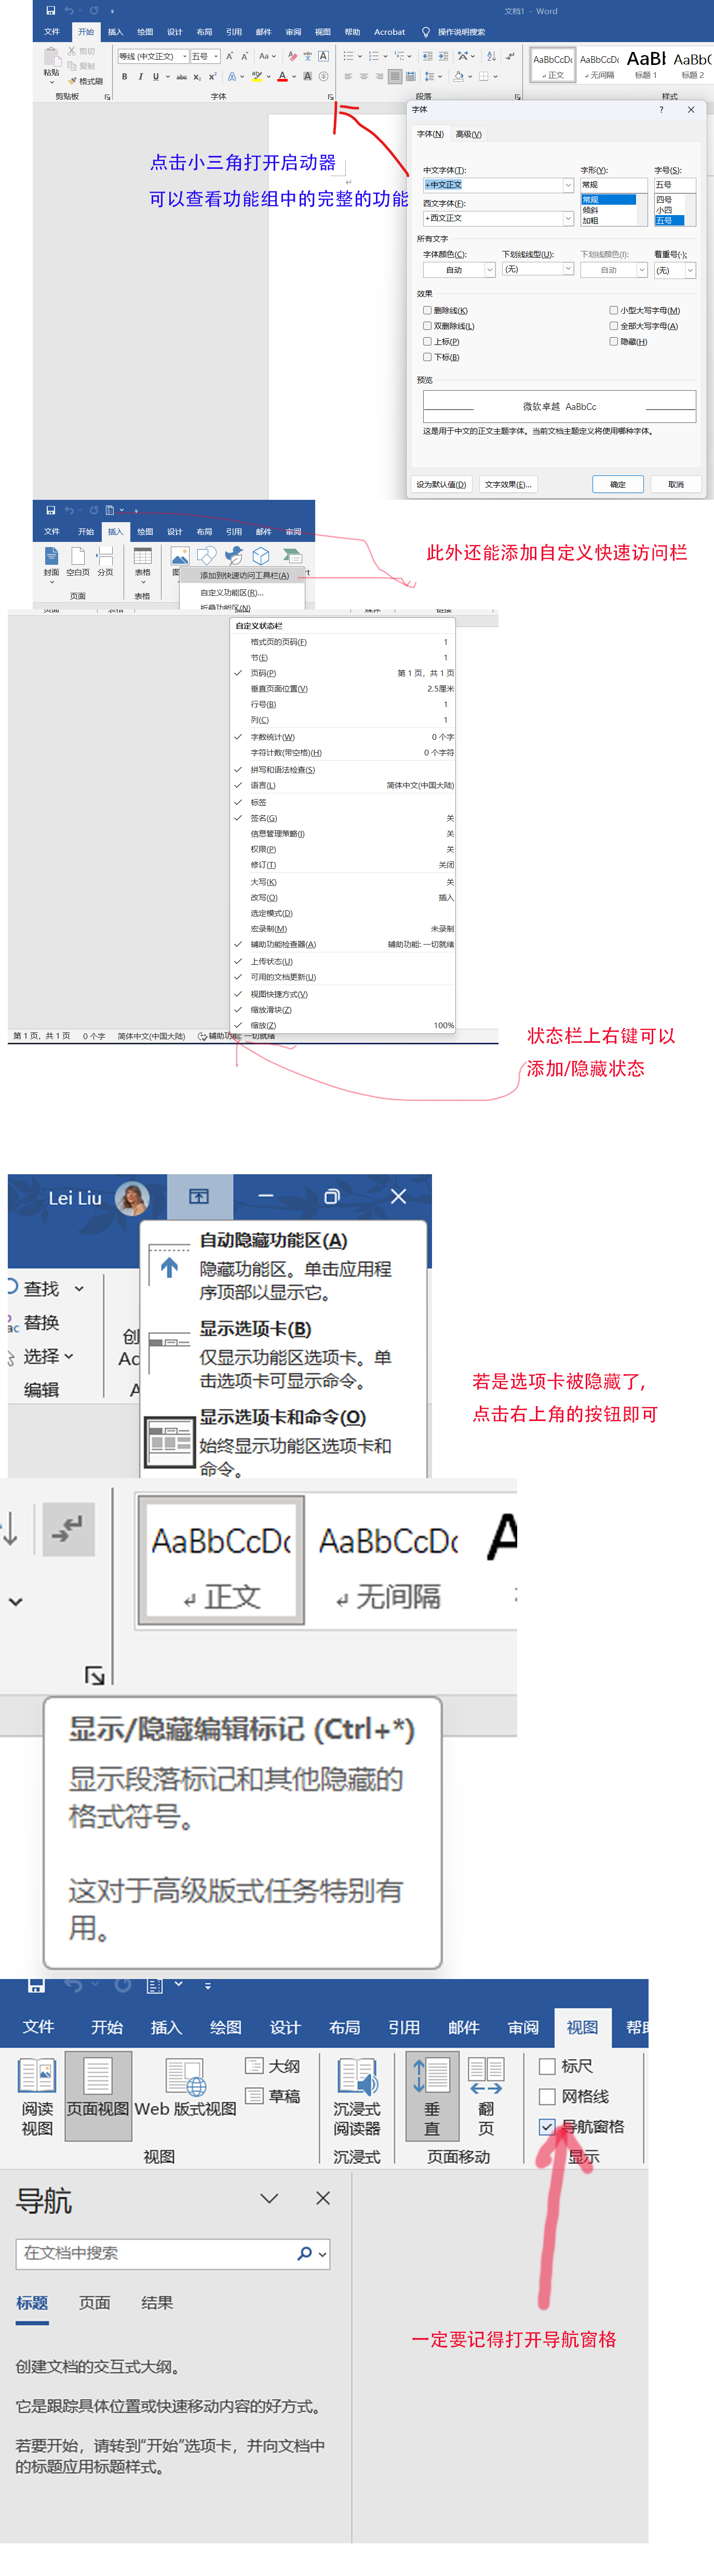 文档1 - Word
文件 开始 插入 绘图 设计 布局 引用 邮件 审阅 视图 帮助 Acrobat 操作说明搜索
粘贴
剪切
复制
格式刷
等线 (中文正文) 五号
剪贴板 字体 段落 样式
AaBbCcDc AaBbCcDc AaBl AaBbC
正文 无间隔 标题 1 标题 2
点击小三角打开启动器
可以查看功能组中的完整的功能
字体
字体(N) 高级(V)
中文字体(T): 字形(Y): 字号(S):
+中文正文 常规 五号
常规 四号
西文字体(F): 倾斜 小四
+西文正文 加粗 五号
所有文字
字体颜色(C): 下划线线型(U): 下划线颜色(I): 着重号(·):
自动 (无) 自动 (无)
效果
删除线(K) 小型大写字母(M)
双删除线(L) 全部大写字母(A)
上标(P) 隐藏(H)
下标(B)
预览
微软卓越 AaBbCc
这是用于中文的正文主题字体。当前文档主题定义将使用哪种字体。
设为默认值(D) 文字效果(E)... 确定 取消
文件 开始 插入 绘图 设计 布局 引用 邮件 审阅
封面 空白页 分页 表格
页面 表格
添加到快速访问工具栏(A)
自定义功能区(R)...
折叠功能区(N)
此外还能添加自定义快速访问栏
自定义状态栏
格式页的页码(F) 1
节(E) 1
页码(P) 第 1 页, 共 1 页
垂直页面位置(V) 2.5厘米
行号(B) 1
列(C) 1
字数统计(W) 0 个字
字符计数(带空格)(H) 0 个字符
拼写和语法检查(S)
语言(L) 简体中文(中国大陆)
标签
签名(G) 关
信息管理策略(I) 关
权限(P) 关
修订(T) 关闭
大写(K) 关
改写(O) 插入
选定模式(D)
宏录制(M) 未录制
辅助功能检查器(A) 辅助功能: 一切就绪
上传状态(U)
可用的文档更新(U)
视图快捷方式(V)
缩放滑块(Z)
缩放(Z) 100%
第 1 页, 共 1 页 0 个字 简体中文(中国大陆) 辅助功能: 一切就绪
状态栏上右键可以
添加/隐藏状态
Lei Liu
查找
替换
选择
编辑
自动隐藏功能区(A)
隐藏功能区。单击应用程
序顶部以显示它。
显示选项卡(B)
仅显示功能区选项卡。单
击选项卡可显示命令。
显示选项卡和命令(O)
始终显示功能区选项卡和
命令。
若是选项卡被隐藏了,
点击右上角的按钮即可
AaBbCcDc AaBbCcDc
正文 无间隔
显示/隐藏编辑标记 (Ctrl+*)
显示段落标记和其他隐藏的
格式符号。
这对于高级版式任务特别有
用。
文件 开始 插入 绘图 设计 布局 引用 邮件 审阅 视图 帮助
阅读
视图
页面视图
Web 版式视图
大纲
草稿
沉浸式
阅读器
垂
直
翻
页
标尺
网格线
导航窗格
视图 沉浸式 页面移动 显示
导航
在文档中搜索
标题 页面 结果
创建文档的交互式大纲。
它是跟踪具体位置或快速移动内容的好方式。
若要开始，请转到“开始”选项卡，并向文档中
的标题应用标题样式。
一定要记得打开导航窗格